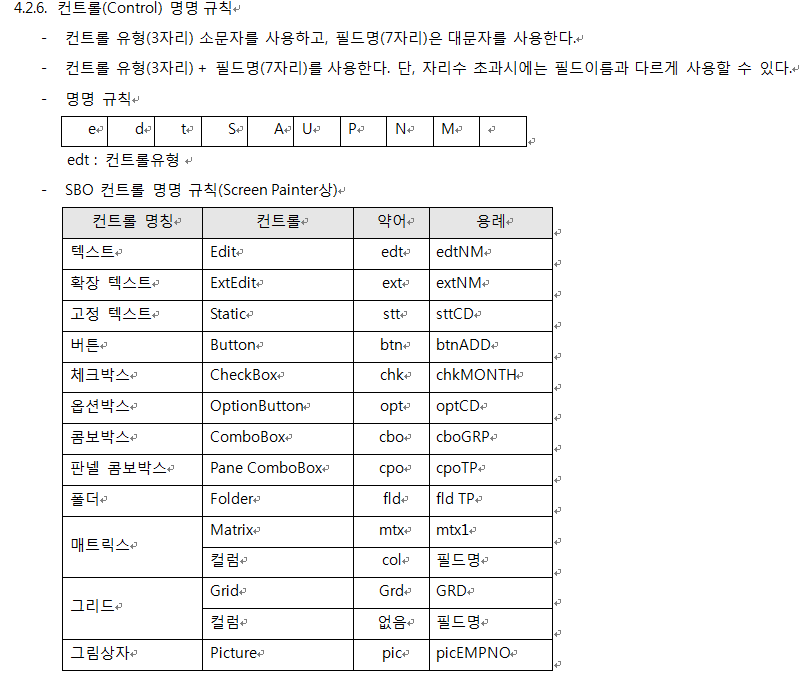 4.2.6. 컨트롤(Control) 명명 규칙
- 컨트롤 유형(3자리) 소문자를 사용하고, 필드명(7자리)은 대문자를 사용한다.
- 컨트롤 유형(3자리) + 필드명(7자리)를 사용한다. 단, 자리수 초과시에는 필드이름과 다르게 사용할 수 있다.
- 명명 규칙
e d t S A U P N M
edt : 컨트롤유형
- SBO 컨트롤 명명 규칙(Screen Painter상)
컨트롤 명칭 컨트롤 약어 용례
텍스트 Edit edt edtNM
확장 텍스트 ExtEdit ext extNM
고정 텍스트 Static stt sttCD
버튼 Button btn btnADD
체크박스 CheckBox chk chkMONTH
옵션박스 OptionButton opt optCD
콤보박스 ComboBox cbo cboGRP
판넬 콤보박스 Pane ComboBox cpo cpoTP
폴더 Folder fld fld TP
매트릭스 Matrix mtx mtx1
컬럼 col 필드명
그리드 Grid Grd GRD
컬럼 없음 필드명
그림상자 Picture pic picEMPNO